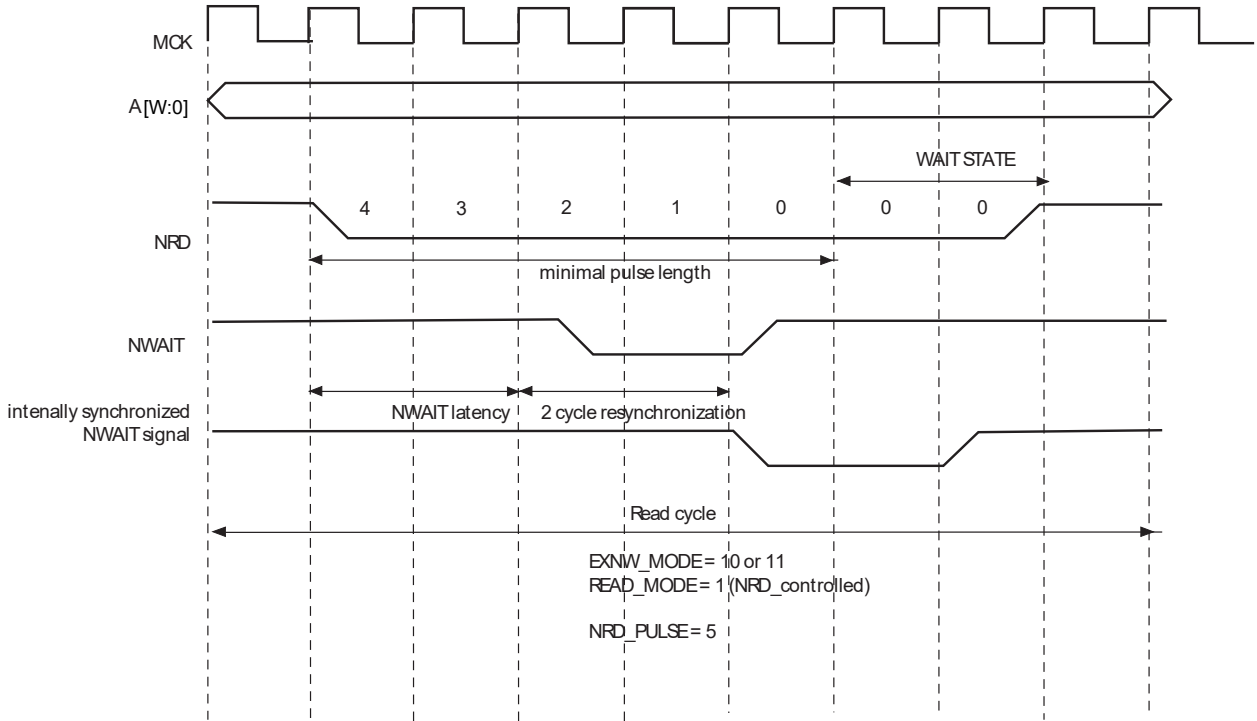 MCK
A[W:0]
WAIT STATE
4 3 2 1 0 0 0
NRD
minimal pulse length
NWAIT
NWAIT latency 2 cycle resynchronization
intenally synchronized
NWAIT signal
Read cycle
EXNW_MODE = 10 or 11
READ_MODE = 1 (NRD_controlled)
NRD_PULSE = 5